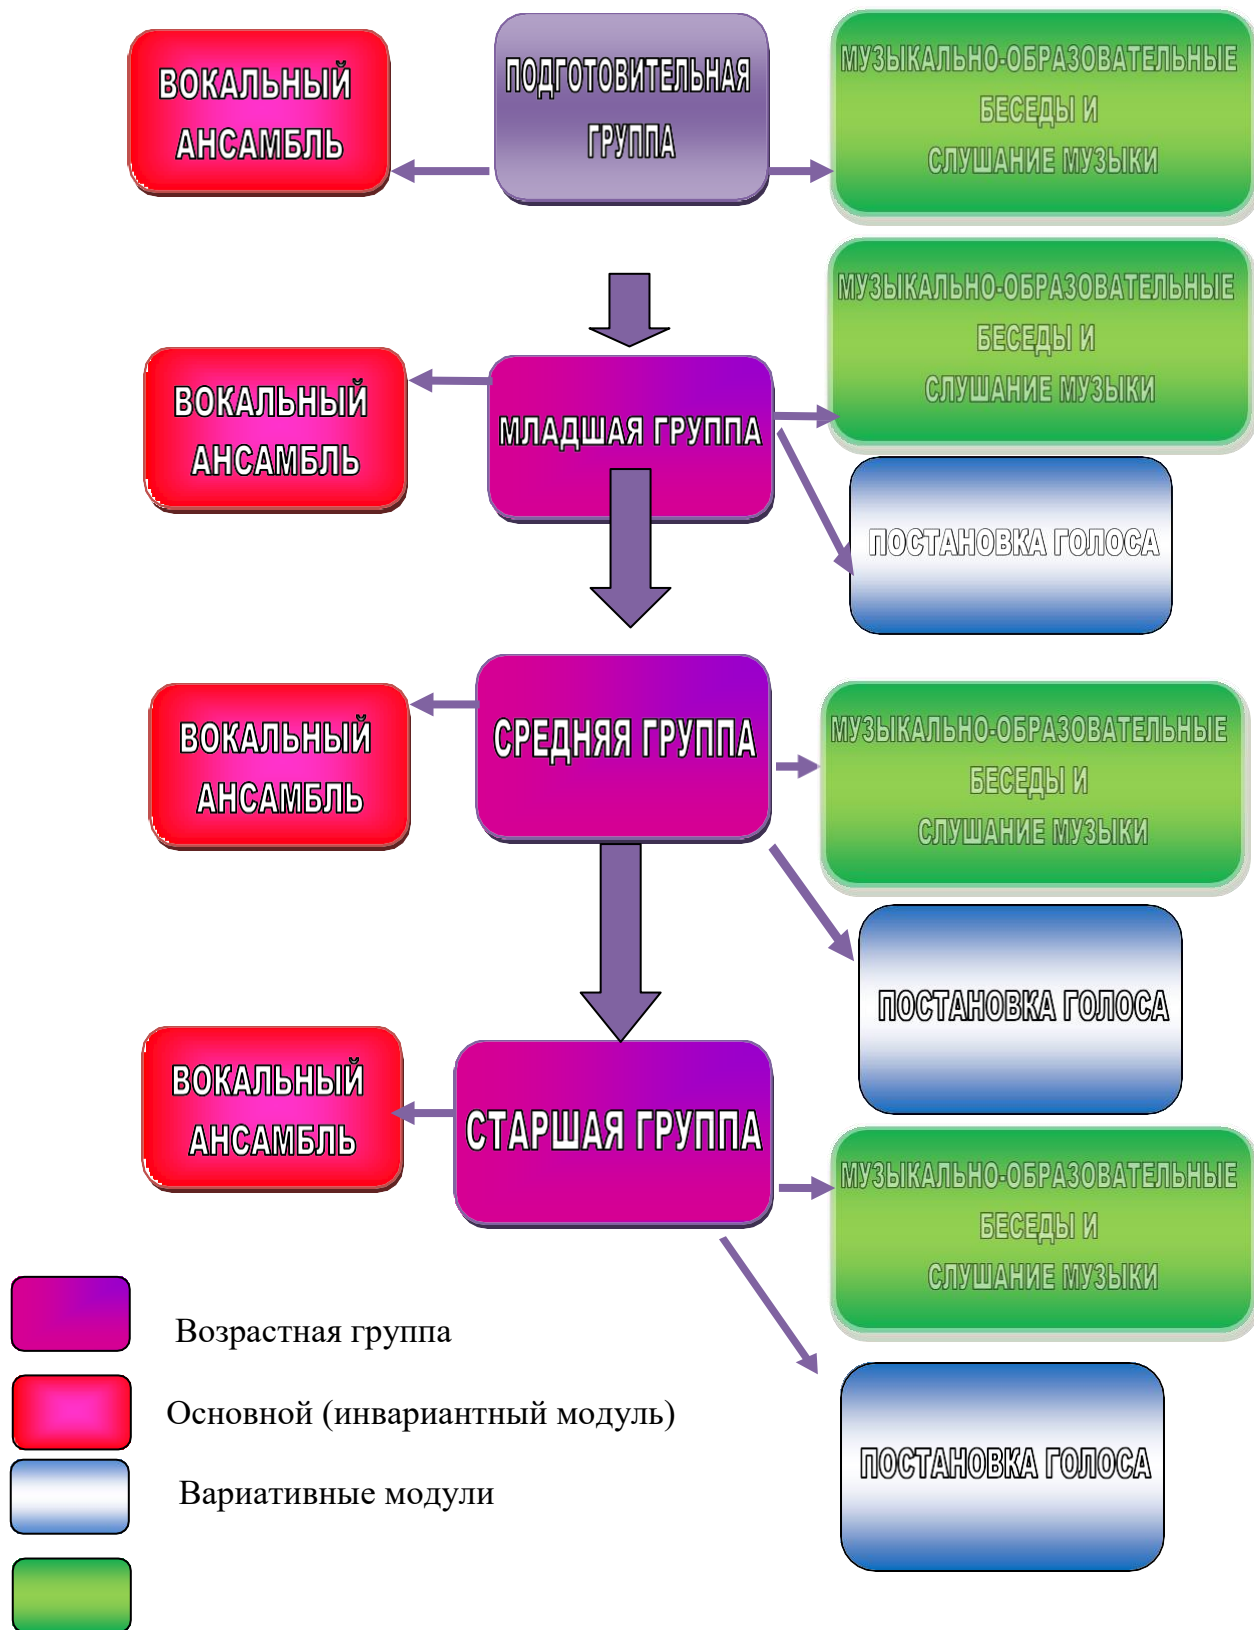 ВОКАЛЬНЫЙ
АНСАМБЛЬ
ПОДГОТОВИТЕЛЬНАЯ
ГРУППА
МУЗЫКАЛЬНО-ОБРАЗОВАТЕЛЬНЫЕ
БЕСЕДЫ И
СЛУШАНИЕ МУЗЫКИ
ВОКАЛЬНЫЙ
АНСАМБЛЬ
МЛАДШАЯ ГРУППА
МУЗЫКАЛЬНО-ОБРАЗОВАТЕЛЬНЫЕ
БЕСЕДЫ И
СЛУШАНИЕ МУЗЫКИ
ПОСТАНОВКА ГОЛОСА
ВОКАЛЬНЫЙ
АНСАМБЛЬ
СРЕДНЯЯ ГРУППА
МУЗЫКАЛЬНО-ОБРАЗОВАТЕЛЬНЫЕ
БЕСЕДЫ И
СЛУШАНИЕ МУЗЫКИ
ПОСТАНОВКА ГОЛОСА
ВОКАЛЬНЫЙ
АНСАМБЛЬ
СТАРШАЯ ГРУППА
МУЗЫКАЛЬНО-ОБРАЗОВАТЕЛЬНЫЕ
БЕСЕДЫ И
СЛУШАНИЕ МУЗЫКИ
ПОСТАНОВКА ГОЛОСА
Возрастная группа
Основной (инвариантный модуль)
Вариативные модули